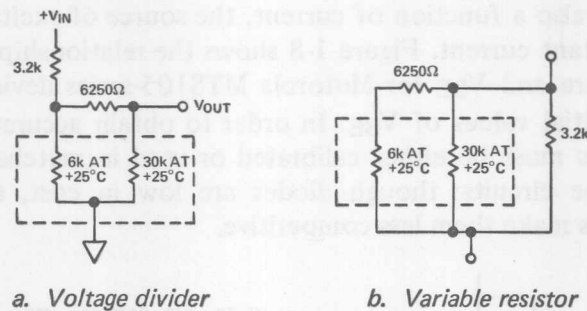 +VIN
3.2k
6250Ω
VOUT
6k AT
+25°C
30k AT
+25°C
a. Voltage divider
6250Ω
3.2k
6k AT
+25°C
30k AT
+25°C
b. Variable resistor